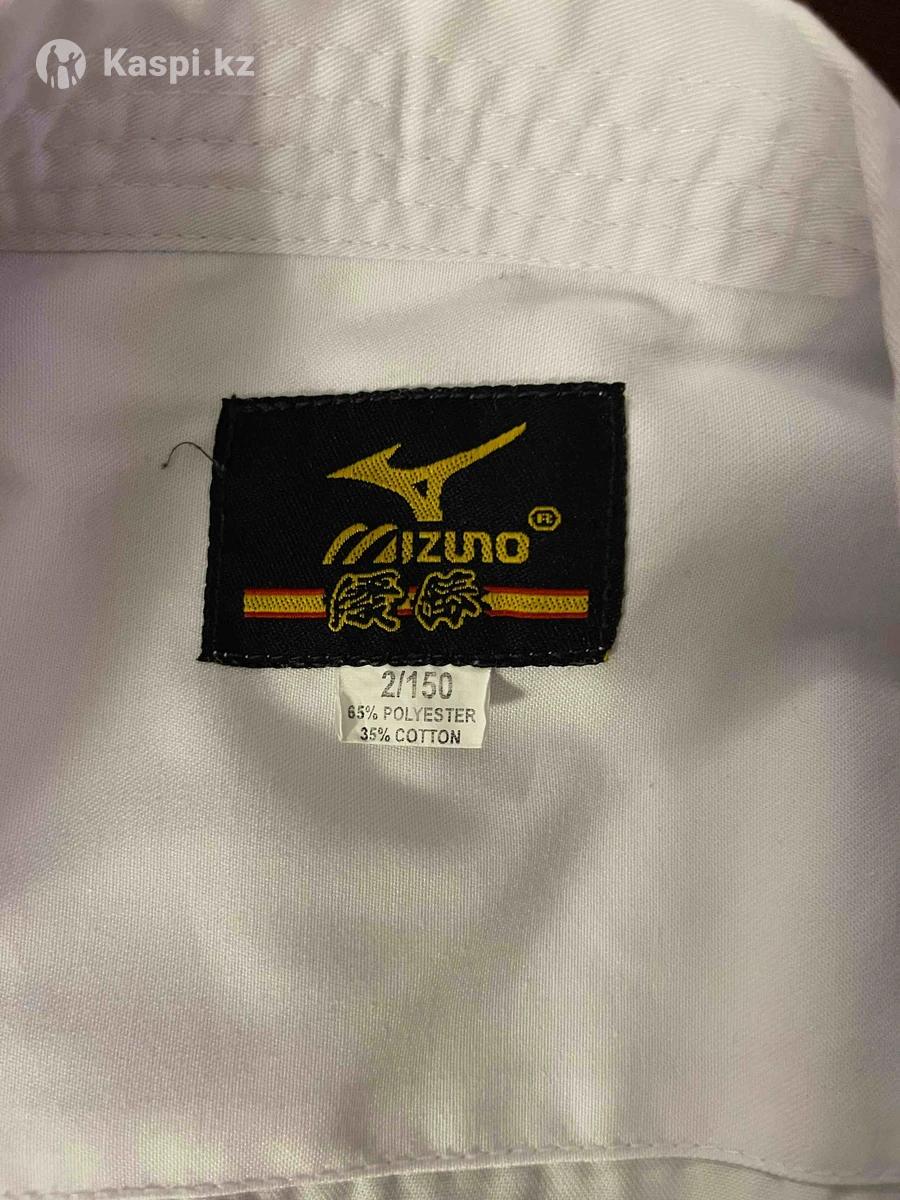 Kaspi.kz
MIZUNO®
優勝
2/150
65% POLYESTER
35% COTTON